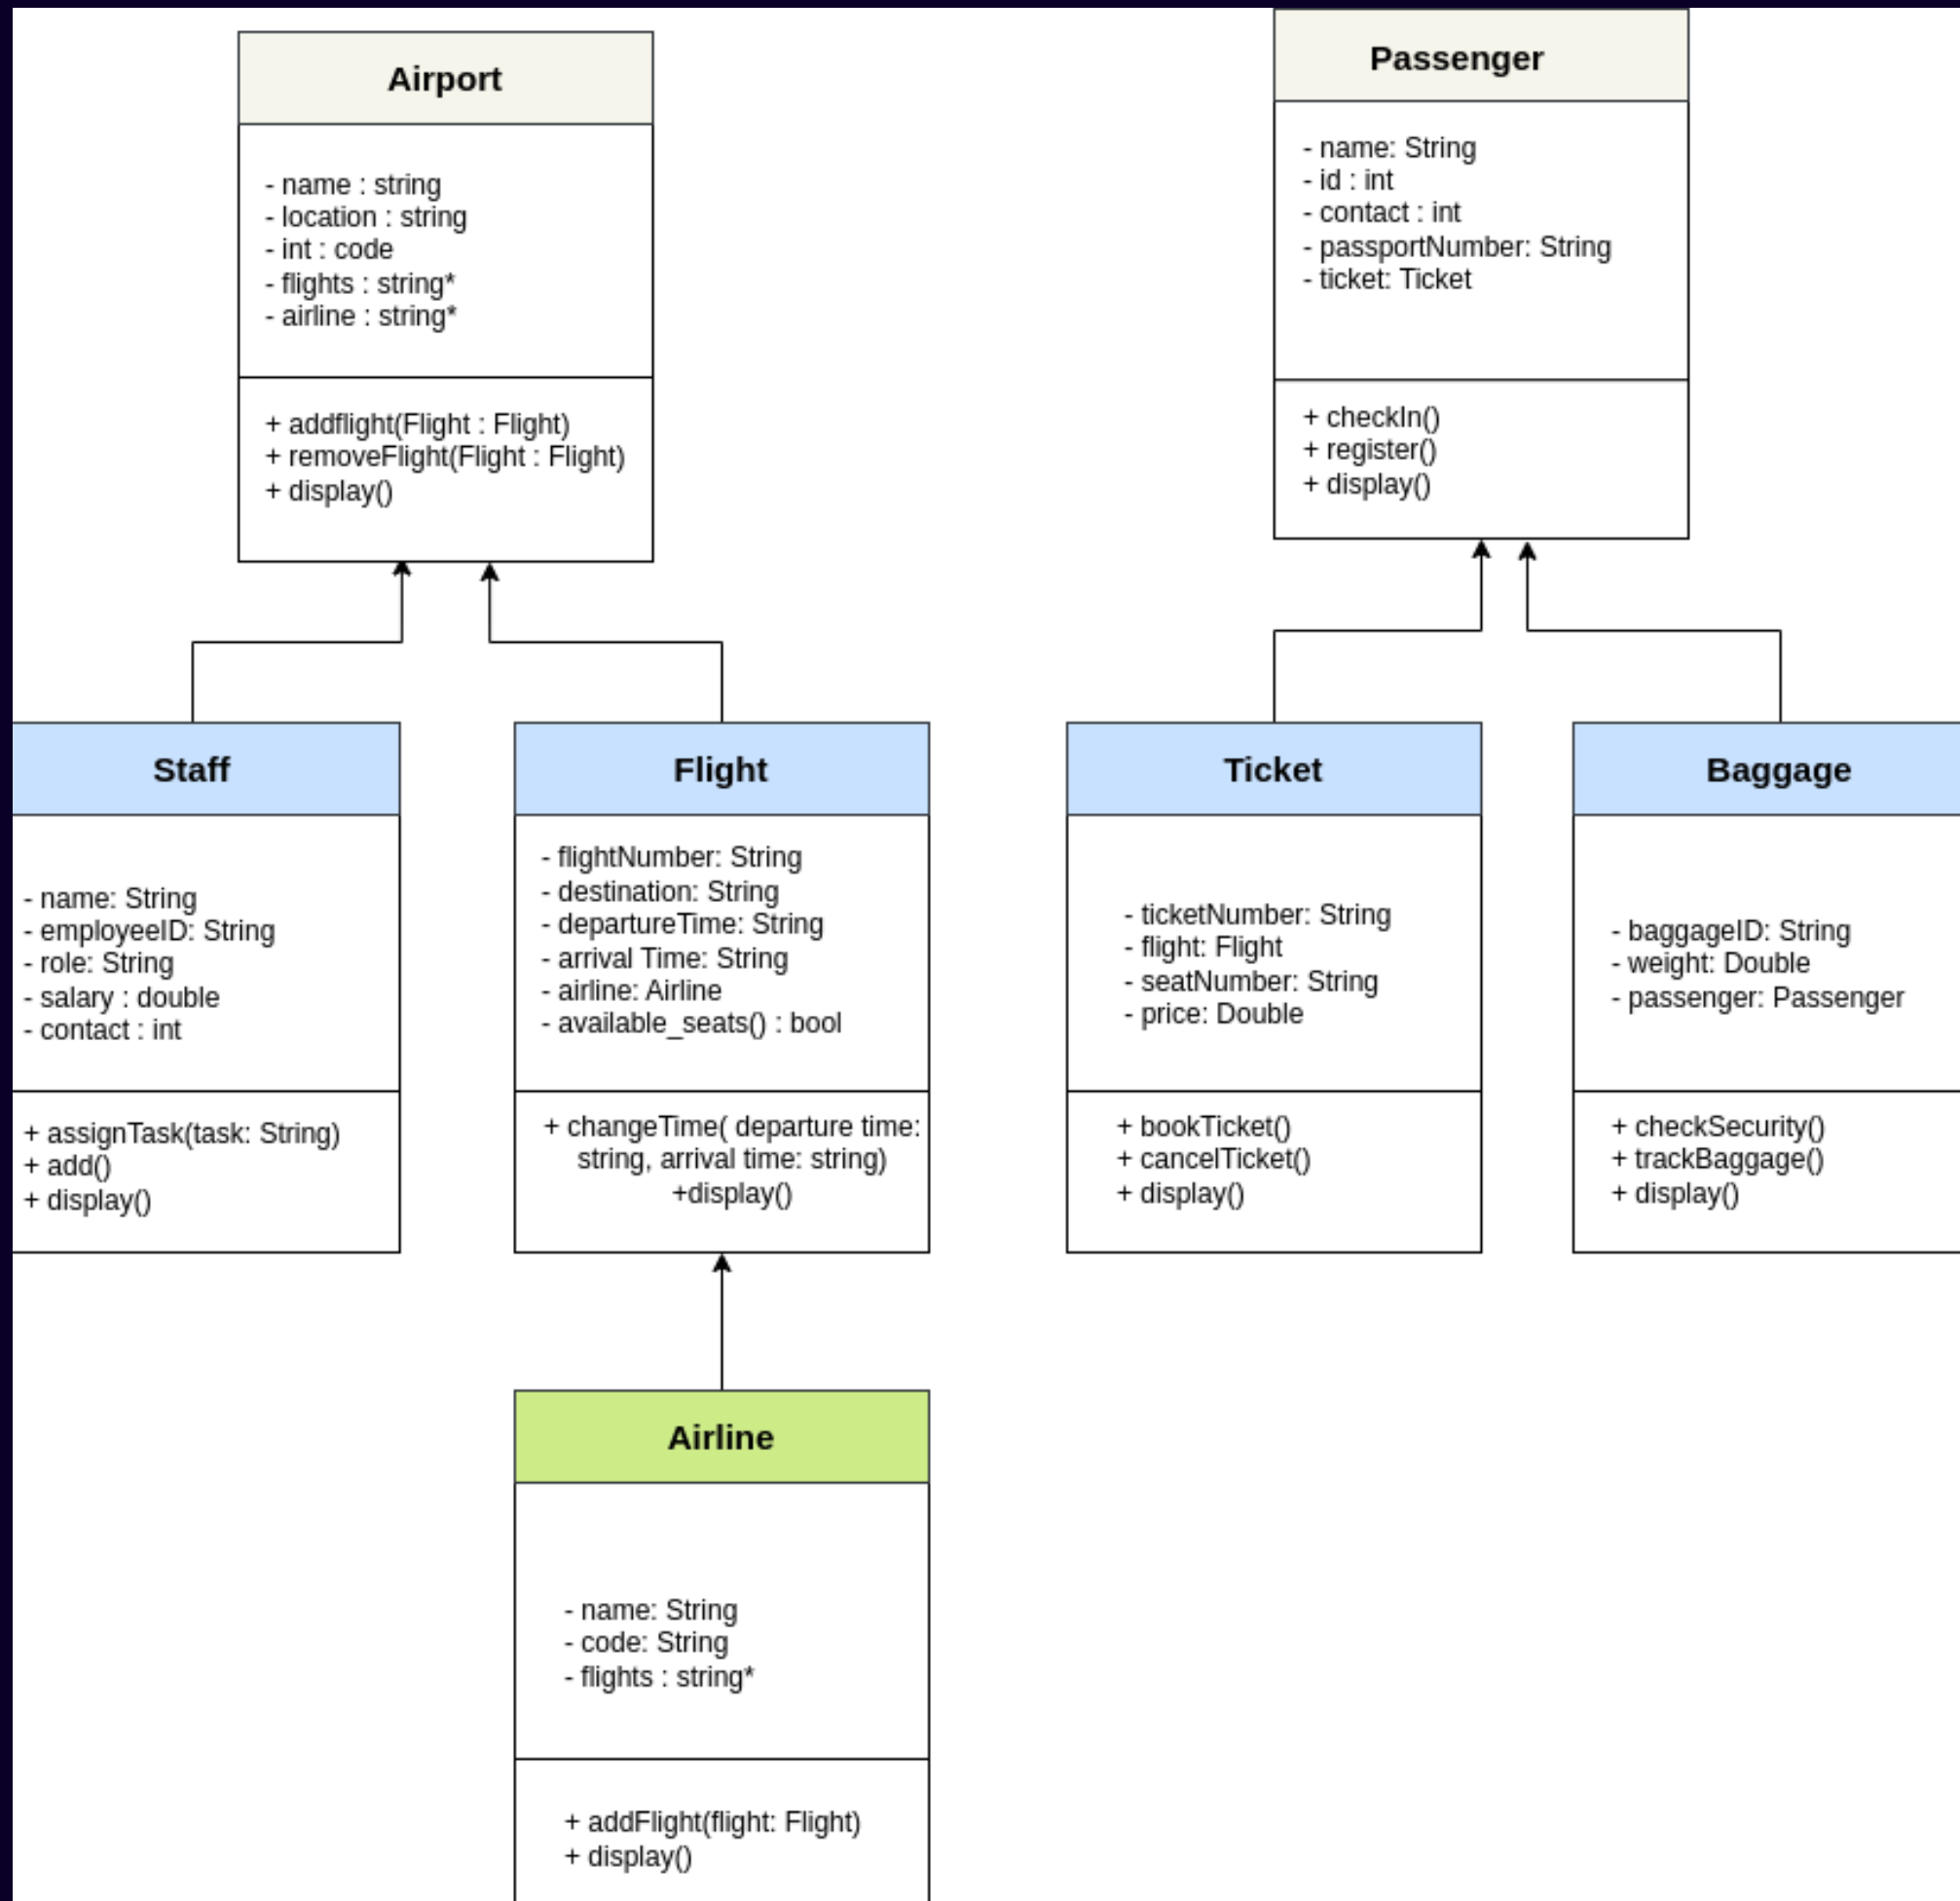 Airport
- name : string
- location : string
- int : code
- flights : string*
- airline : string*
+ addflight(Flight : Flight)
+ removeFlight(Flight : Flight)
+ display()
Passenger
- name: String
- id : int
- contact : int
- passportNumber: String
- ticket: Ticket
+ checkIn()
+ register()
+ display()
Staff
- name: String
- employeeID: String
- role: String
- salary : double
- contact : int
+ assignTask(task: String)
+ add()
+ display()
Flight
- flightNumber: String
- destination: String
- departureTime: String
- arrival Time: String
- airline: Airline
- available_seats() : bool
+ changeTime( departure time:
string, arrival time: string)
+display()
Ticket
- ticketNumber: String
- flight: Flight
- seatNumber: String
- price: Double
+ bookTicket()
+ cancelTicket()
+ display()
Baggage
- baggageID: String
- weight: Double
- passenger: Passenger
+ checkSecurity()
+ trackBaggage()
+ display()
Airline
- name: String
- code: String
- flights : string*
+ addFlight(flight: Flight)
+ display()